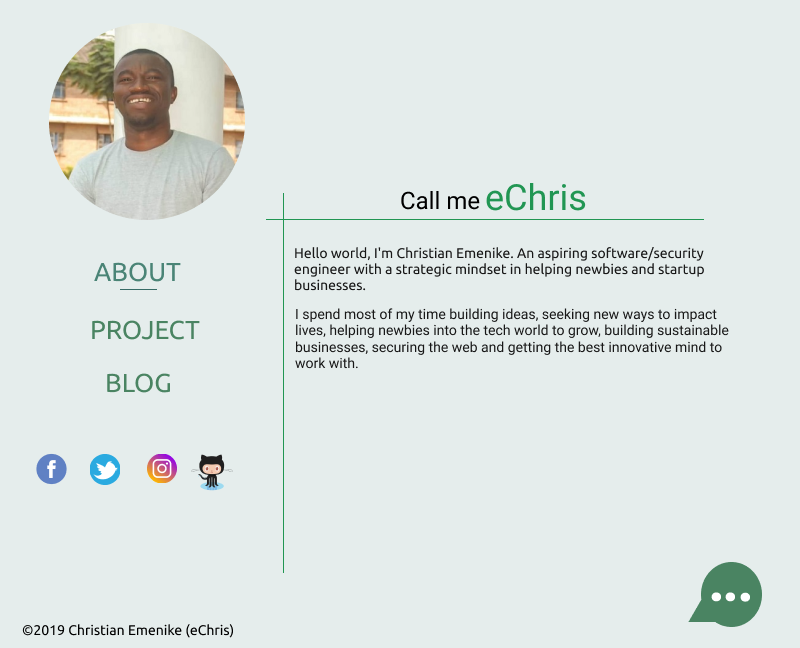 Call me eChris
ABOUT
PROJECT
BLOG
Hello world, I'm Christian Emenike. An aspiring software/security
engineer with a strategic mindset in helping newbies and startup
businesses.
I spend most of my time building ideas, seeking new ways to impact
lives, helping newbies into the tech world to grow, building sustainable
businesses, securing the web and getting the best innovative mind to
work with.
f
©2019 Christian Emenike (eChris)